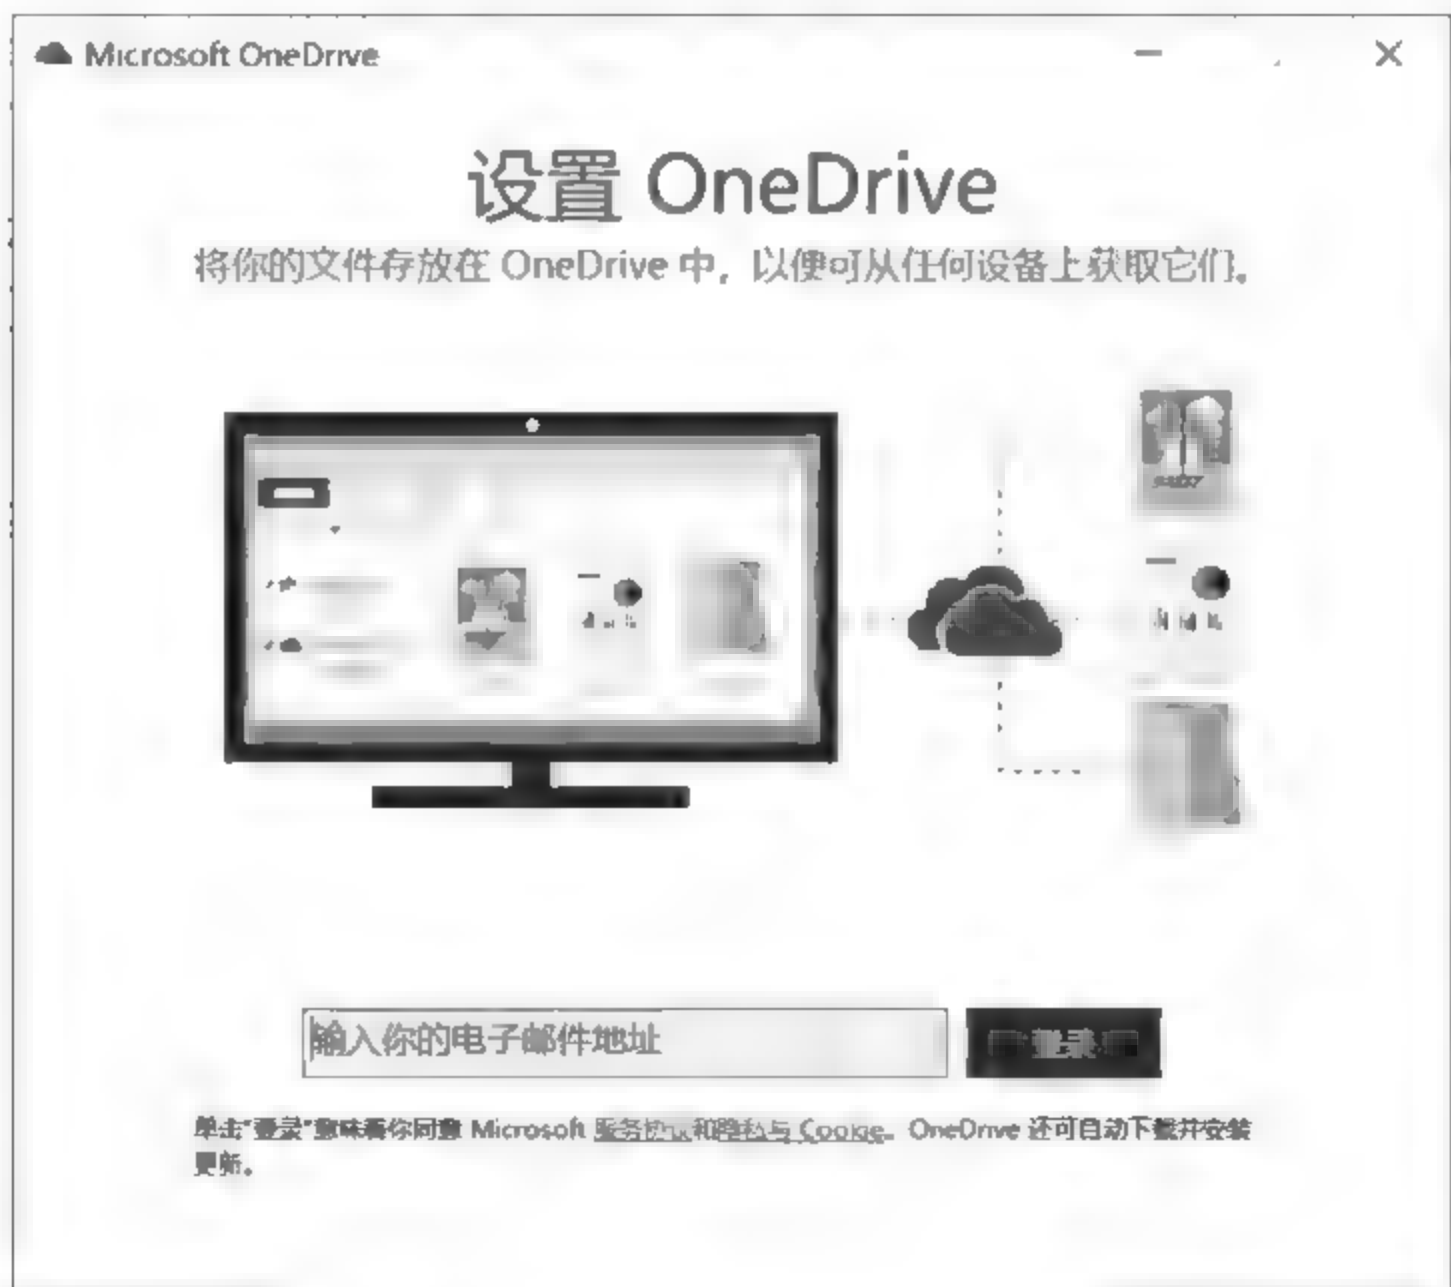 Microsoft OneDrive
设置 OneDrive
将你的文件存放在 OneDrive 中，以便可从任何设备上获取它们。
输入你的电子邮件地址
登录
单击"登录"意味着你同意 Microsoft 服务协议和隐私与 Cookie。OneDrive 还可自动下载并安装
更新。